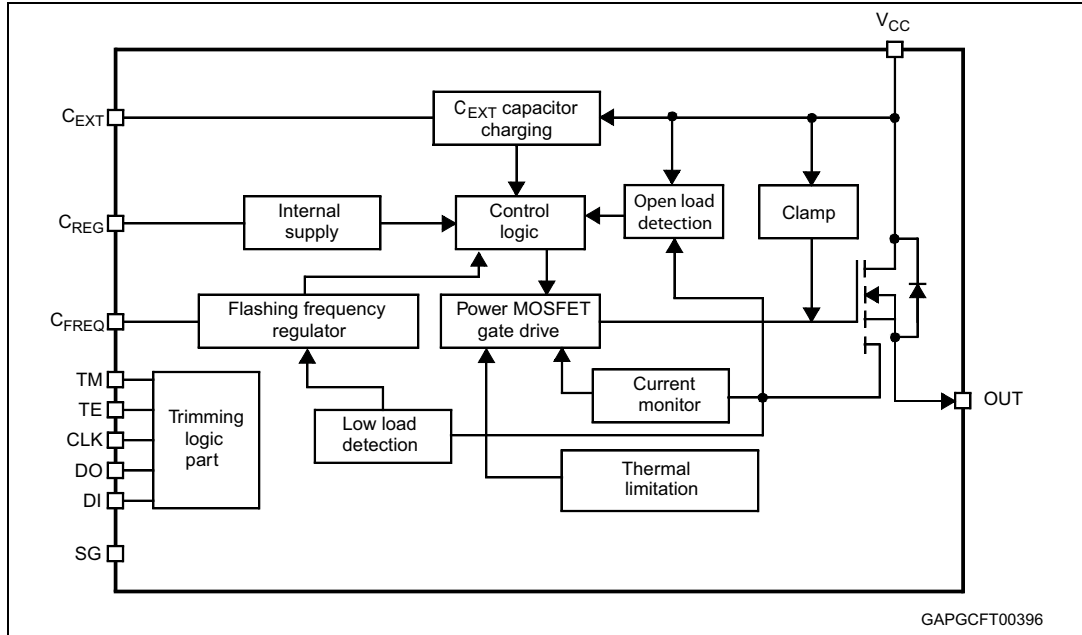 VCC
CEXT
CEXT capacitor
charging
CREG
Internal
supply
Control
logic
Open load
detection
Clamp
CFREQ
Flashing frequency
regulator
Power MOSFET
gate drive
TM
TE
CLK
DO
DI
Trimming
logic
part
Current
monitor
OUT
Low load
detection
Thermal
limitation
SG
GAPGCFT00396